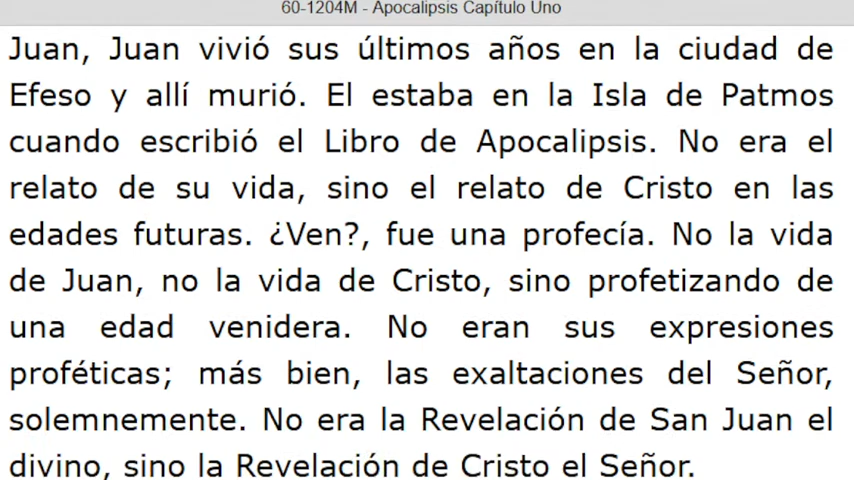 60-1204M - Apocalipsis Capítulo Uno
Juan, Juan vivió sus últimos años en la ciudad de
Efeso y allí murió. El estaba en la Isla de Patmos
cuando escribió el Libro de Apocalipsis. No era el
relato de su vida, sino el relato de Cristo en las
edades futuras. ¿Ven?, fue una profecía. No la vida
de Juan, no la vida de Cristo, sino profetizando de
una edad venidera. No eran sus expresiones
proféticas; más bien, las exaltaciones del Señor,
solemnemente. No era la Revelación de San Juan el
divino, sino la Revelación de Cristo el Señor.